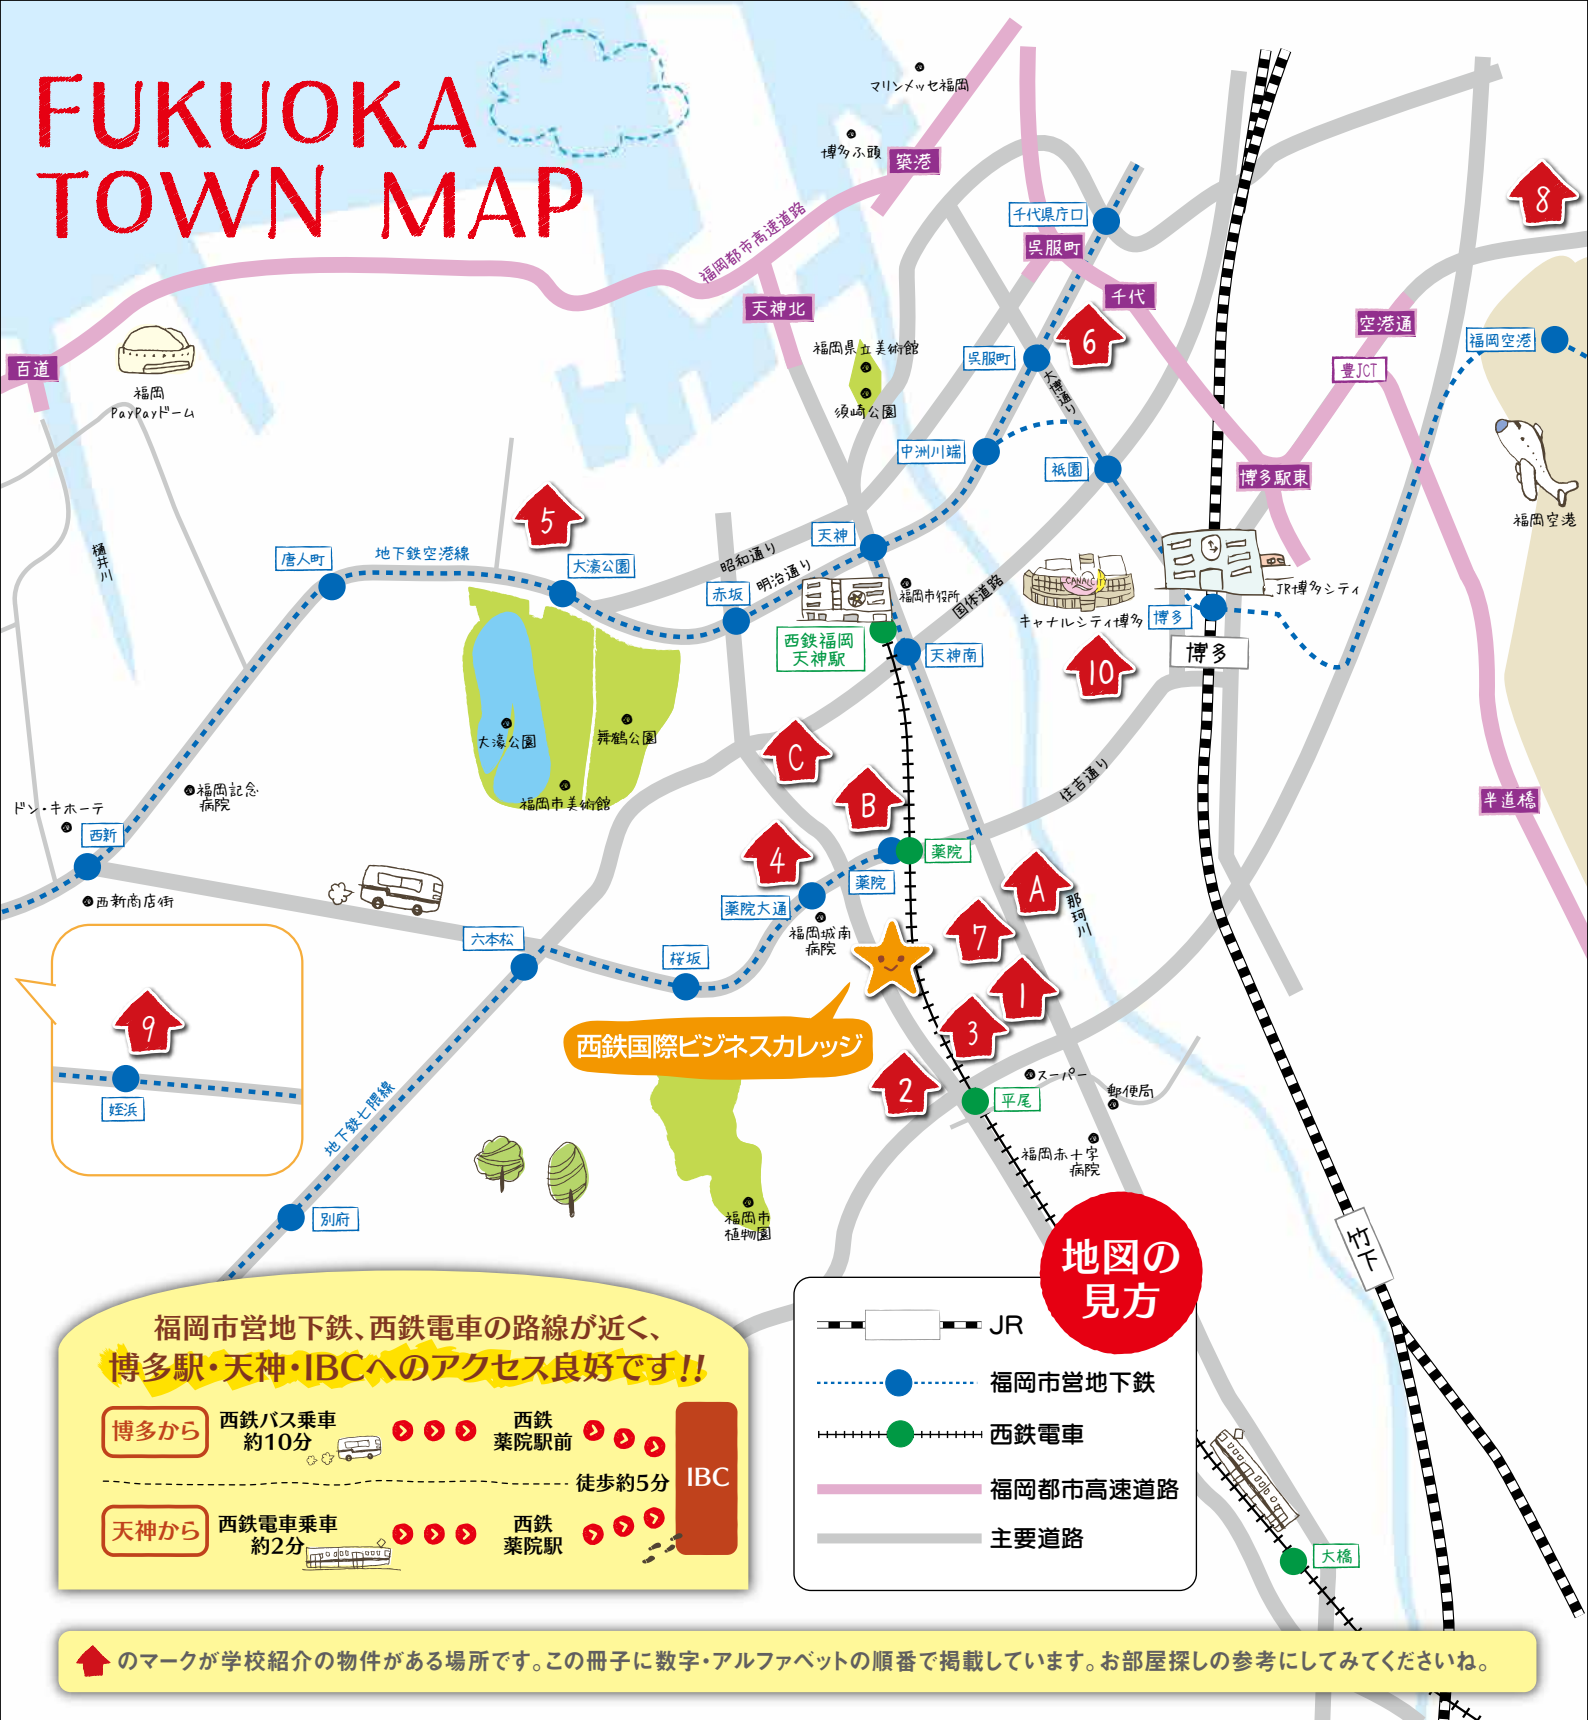 FUKUOKA
TOWN MAP
マリンメッセ福岡
博多ふ頭
築港
福岡都市高速道路
千代県庁口
呉服町
8
天神北
千代
空港通
6
福岡県立美術館
呉服町
福岡空港
百道
豊JCT
福岡
PayPayドーム
大博通り
須崎公園
中洲川端
祇園
博多駅東
福岡空港
5
樋井川
唐人町
地下鉄空港線
大濠公園
昭和通り
天神
明治通り
赤坂
福岡市役所
国体道路
CANALCITY
キャナルシティ博多
JR博多シティ
博多
西鉄福岡
天神駅
天神南
博多
10
大濠公園
舞鶴公園
C
福岡市美術館
住吉通り
福岡記念
病院
ドン・キホーテ
B
半道橋
西新
4
薬院
薬院
西新商店街
薬院大通
A
那珂川
福岡城南
病院
7
六本松
桜坂
1
9
3
西鉄国際ビジネスカレッジ
2
スーパー
姪浜
平尾
郵便局
地下鉄七隈線
福岡赤十字
病院
別府
福岡市
植物園
竹下
地図の
見方
JR
福岡市営地下鉄
西鉄電車
福岡都市高速道路
主要道路
福岡市営地下鉄、西鉄電車の路線が近く、
博多駅・天神・IBCへのアクセス良好です!!
博多から
西鉄バス乗車
約10分
西鉄
薬院駅前
徒歩約5分
IBC
天神から
西鉄電車乗車
約2分
西鉄
薬院駅
大橋
のマークが学校紹介の物件がある場所です。この冊子に数字・アルファベットの順番で掲載しています。お部屋探しの参考にしてみてくださいね。